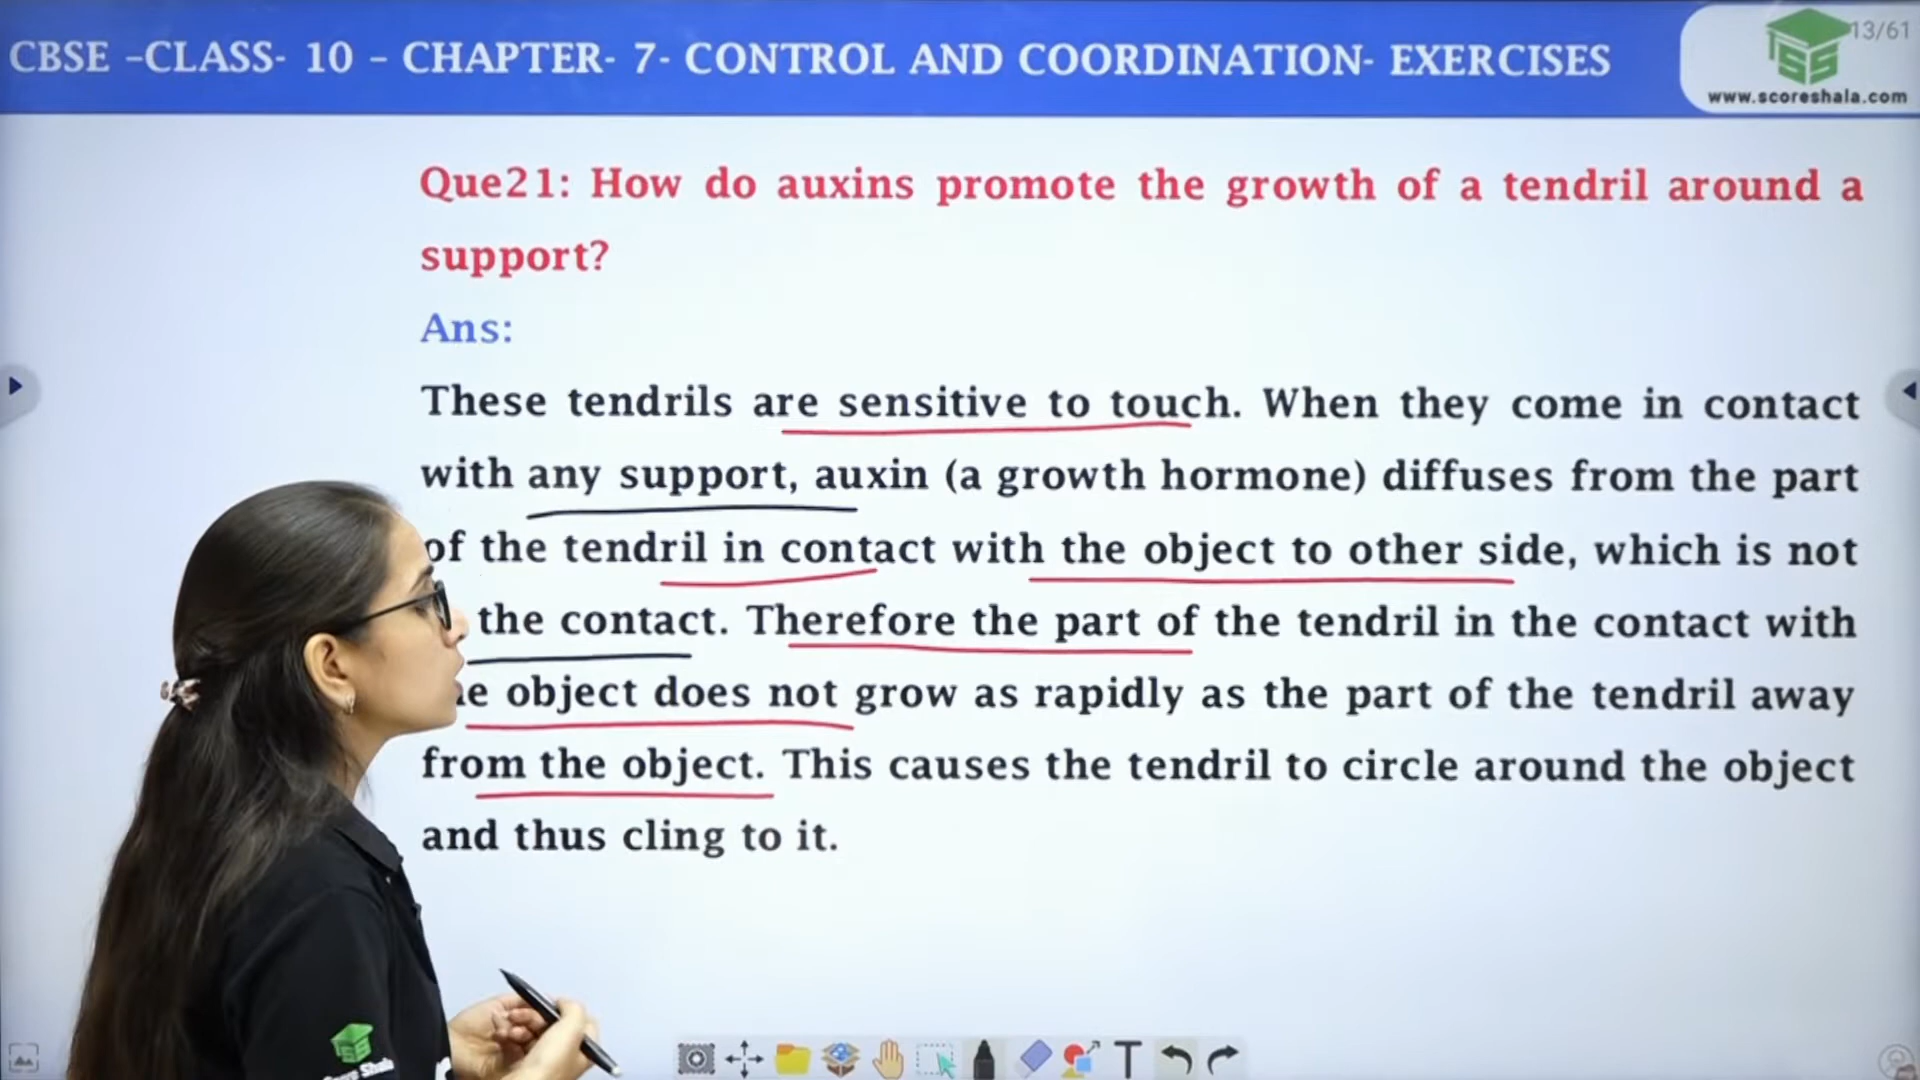 CBSE –CLASS- 10 – CHAPTER- 7- CONTROL AND COORDINATION- EXERCISES
13/61
SS
www.scoreshala.com
Que21: How do auxins promote the growth of a tendril around a
support?
Ans:
These tendrils are sensitive to touch. When they come in contact
with any support, auxin (a growth hormone) diffuses from the part
of the tendril in contact with the object to other side, which is not
the contact. Therefore the part of the tendril in the contact with
object does not grow as rapidly as the part of the tendril away
from the object. This causes the tendril to circle around the object
and thus cling to it.
Score Shala
T